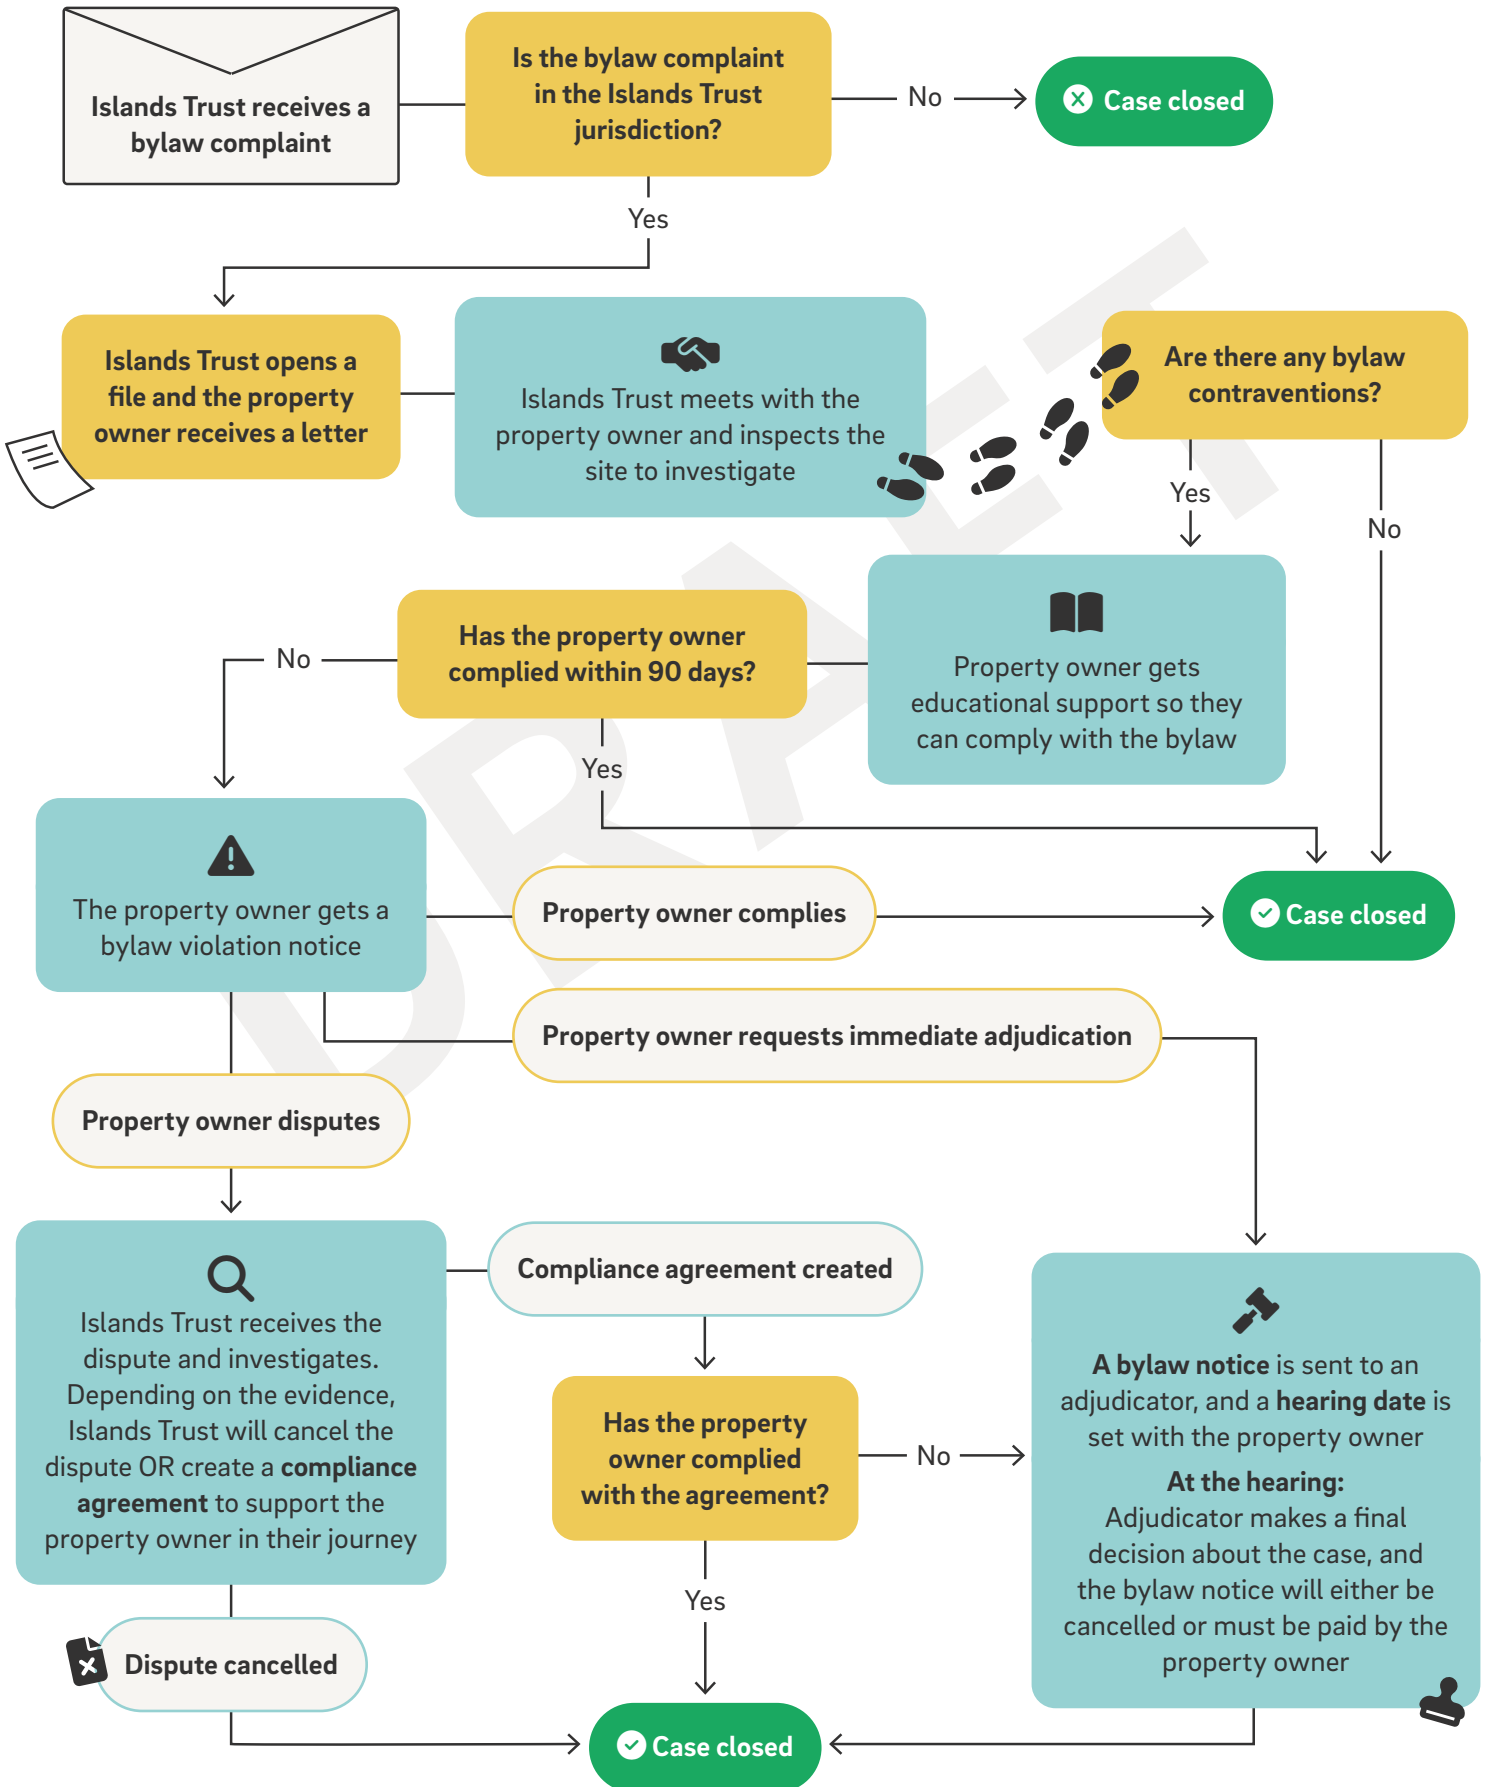 Islands Trust receives a
bylaw complaint
Is the bylaw complaint
in the Islands Trust
jurisdiction?
No
Case closed
Yes
Islands Trust opens a
file and the property
owner receives a letter
Islands Trust meets with the
property owner and inspects the
site to investigate
Are there any bylaw
contraventions?
Yes
No
Property owner gets
educational support so they
can comply with the bylaw
Has the property owner
complied within 90 days?
No
Yes
The property owner gets a
bylaw violation notice
Property owner complies
Case closed
Property owner requests immediate adjudication
Property owner disputes
Islands Trust receives the
dispute and investigates.
Depending on the evidence,
Islands Trust will cancel the
dispute OR create a compliance
agreement to support the
property owner in their journey
Compliance agreement created
Has the property
owner complied
with the agreement?
No
Yes
A bylaw notice is sent to an
adjudicator, and a hearing date is
set with the property owner
At the hearing:
Adjudicator makes a final
decision about the case, and
the bylaw notice will either be
cancelled or must be paid by the
property owner
Dispute cancelled
Case closed
DRAFT